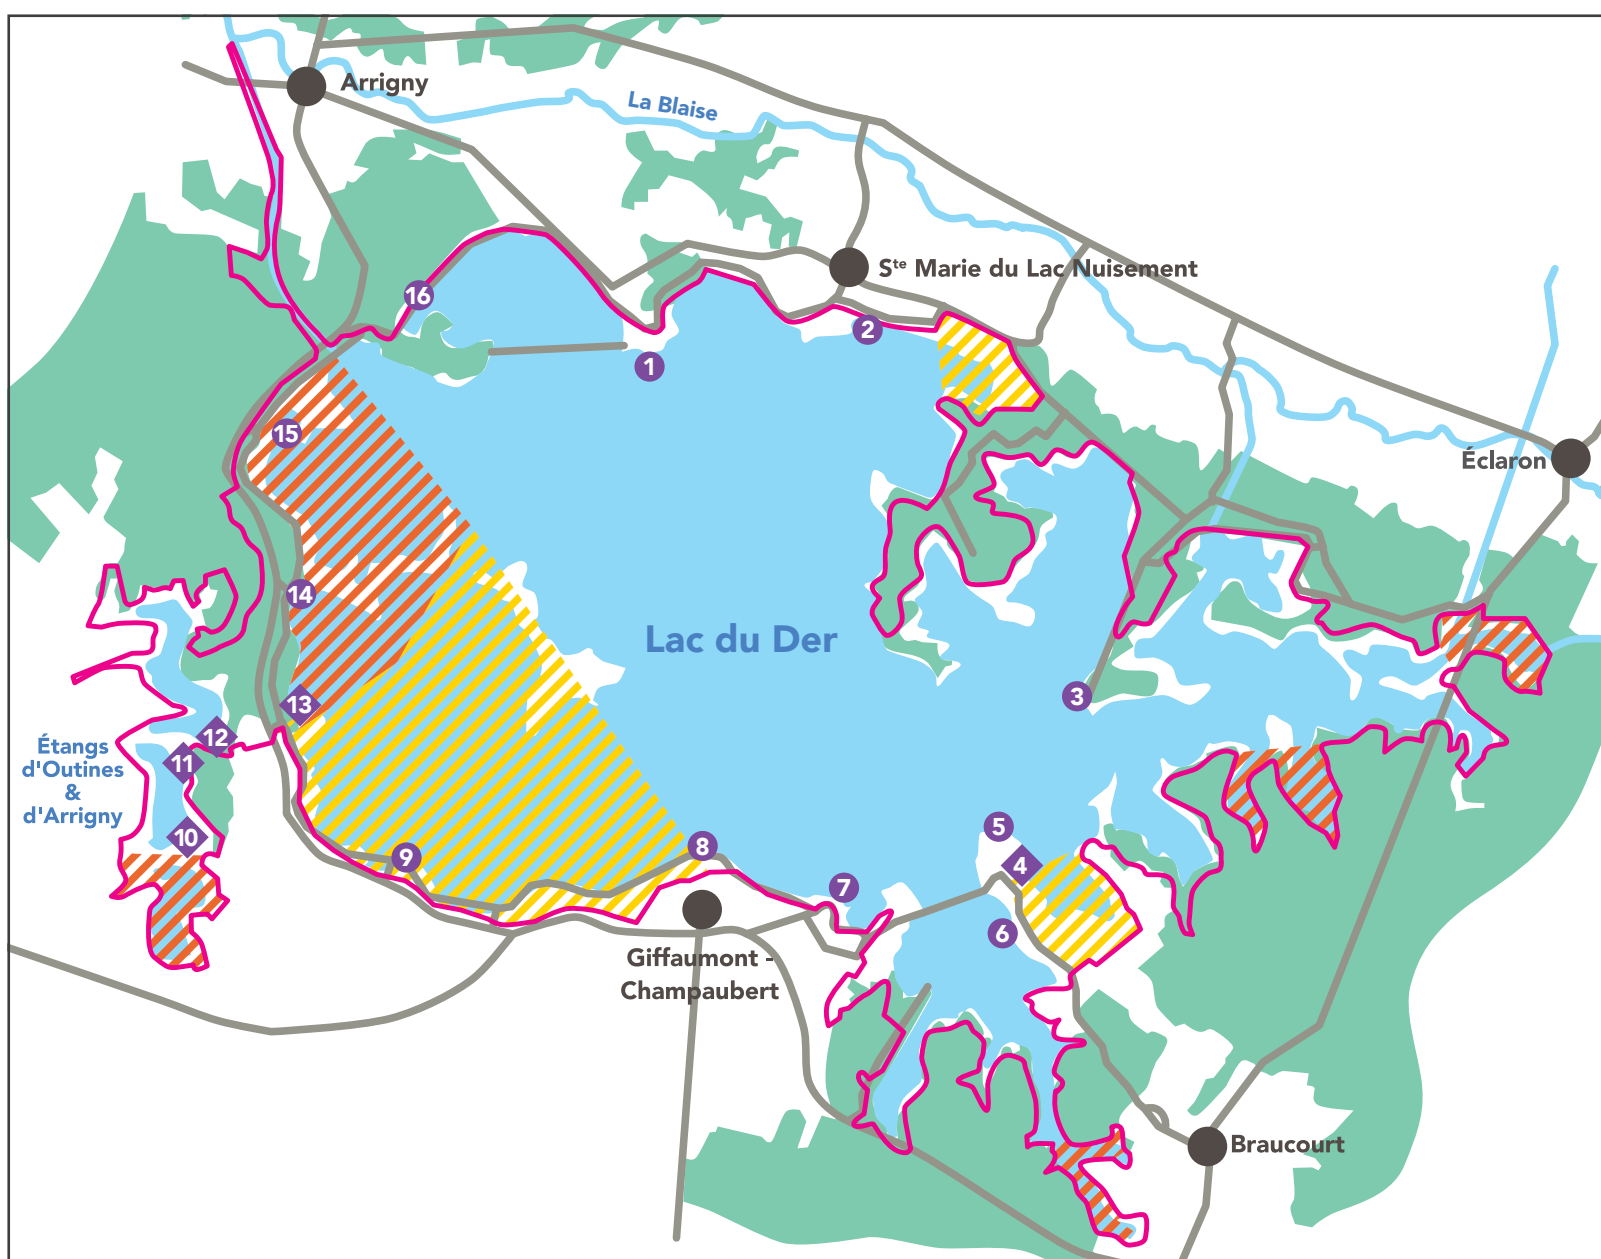 Arrigny
La Blaise
Sᵗᵉ Marie du Lac Nuisement
16
2
1
15
Éclaron
14
Lac du Der
3
13
12
Étangs
d'Outines
&
d'Arrigny
11
10
5
4
9
8
7
6
Giffaumont -
Champaubert
Braucourt